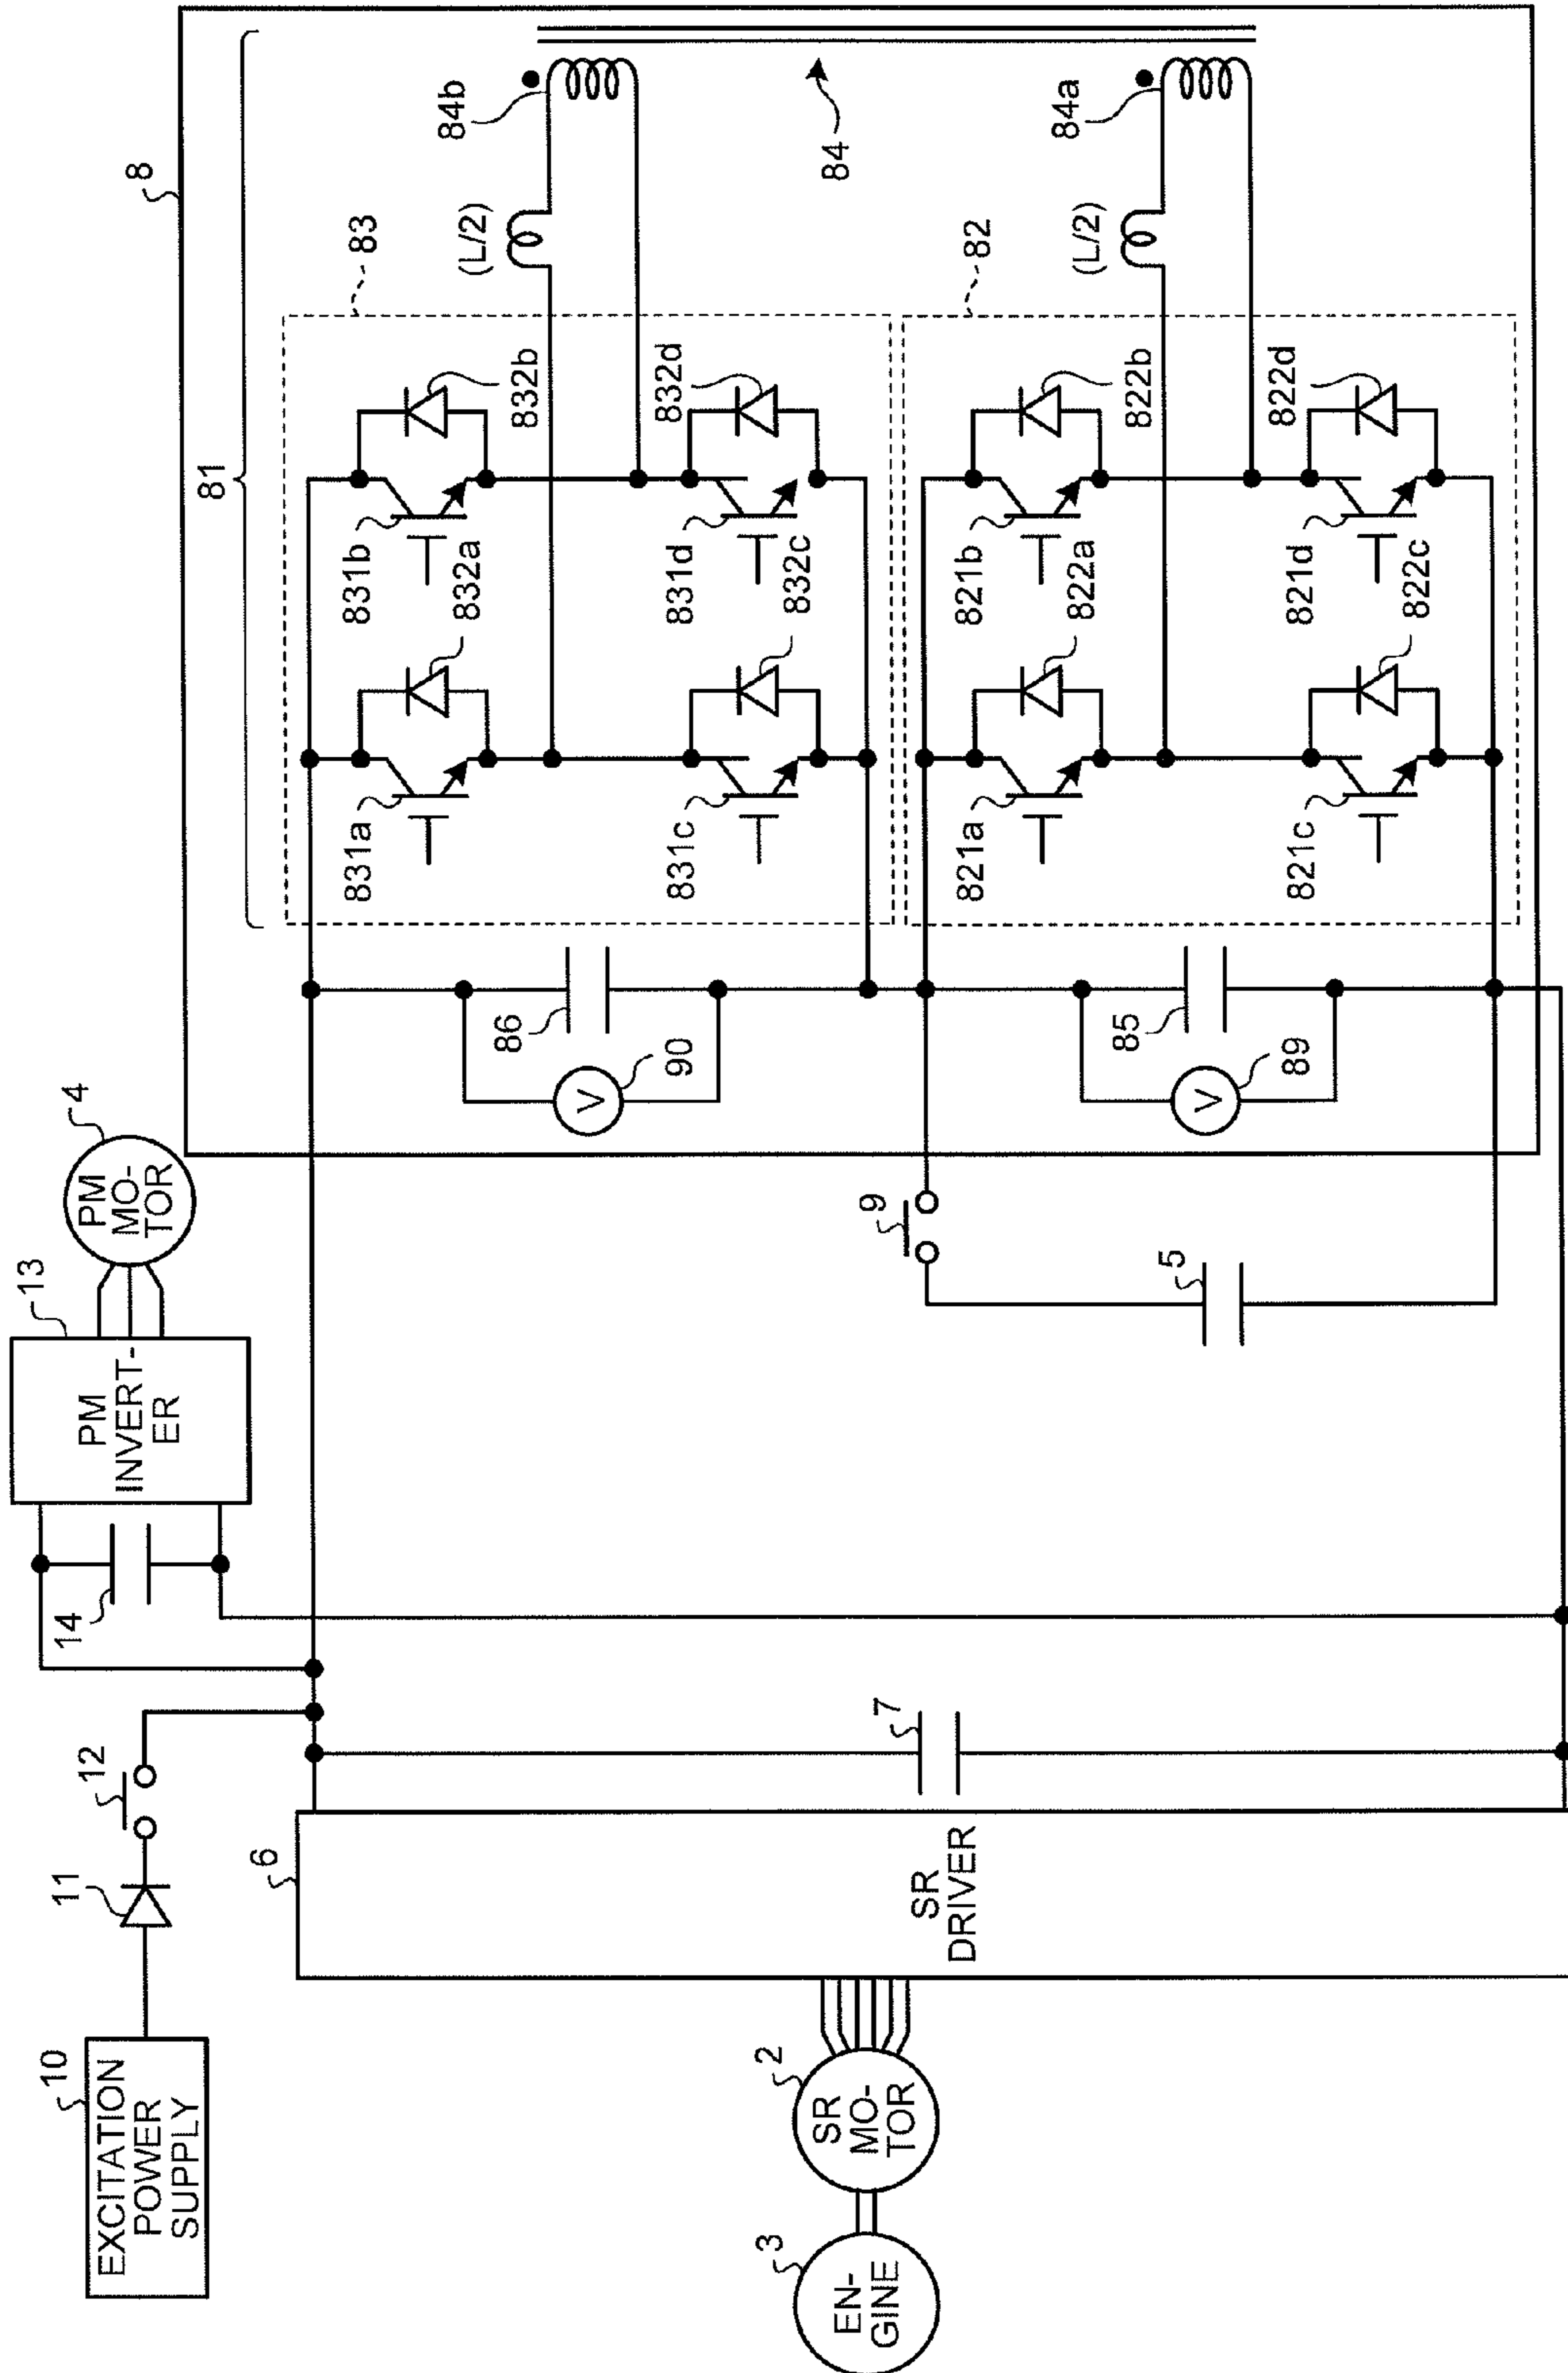 EXCITATION
POWER
SUPPLY
10
11
12
13
PM
INVERT-
ER
14
PM
MO-
TOR
4
8
81
83
831a
832a
831b
832b
831c
832c
831d
832d
(L/2)
84b
84
86
V
90
82
821a
822a
821b
822b
821c
822c
821d
822d
(L/2)
84a
85
V
89
9
5
7
6
SR
DRIVER
2
SR
MO-
TOR
3
EN-
GINE